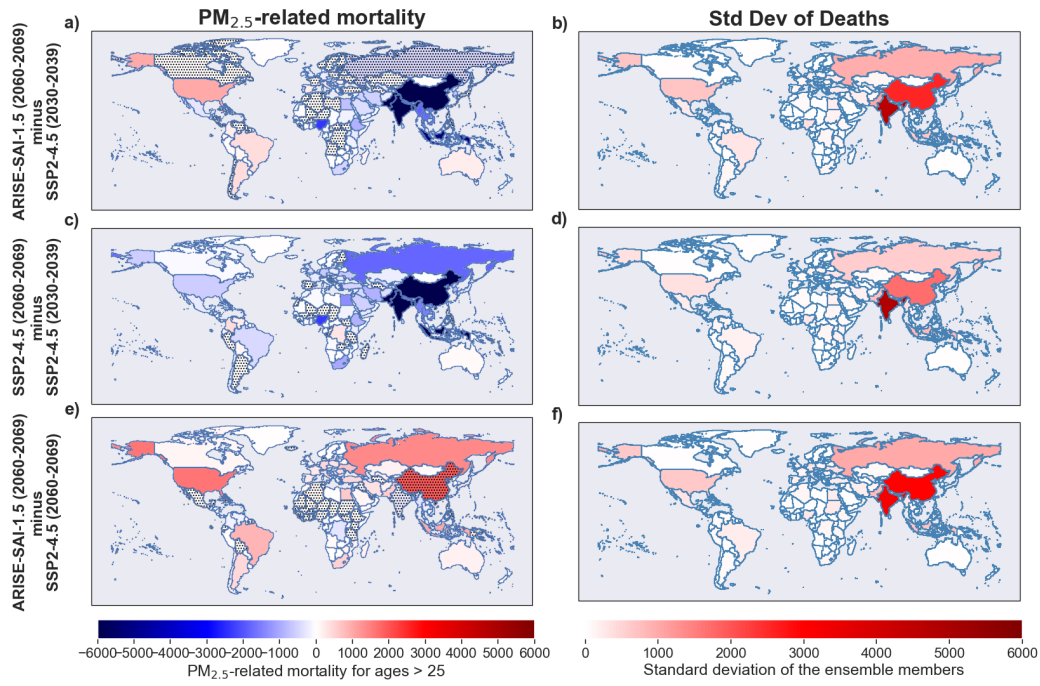 PM2.5-related mortality
Std Dev of Deaths
a)
b)
ARISE-SAI-1.5 (2060-2069)
minus
SSP2-4.5 (2030-2039)
c)
d)
SSP2-4.5 (2060-2069)
minus
SSP2-4.5 (2030-2039)
e)
f)
ARISE-SAI-1.5 (2060-2069)
minus
SSP2-4.5 (2060-2069)
−6000−5000−4000−3000−2000−1000 0 1000 2000 3000 4000 5000 6000
PM2.5-related mortality for ages > 25
0 1000 2000 3000 4000 5000 6000
Standard deviation of the ensemble members